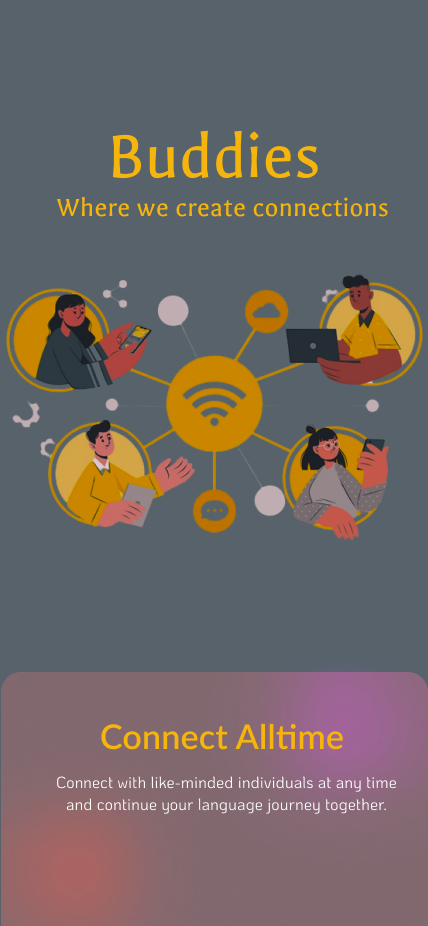 Buddies
Where we create connections
Connect Alltime
Connect with like-minded individuals at any time
and continue your language journey together.